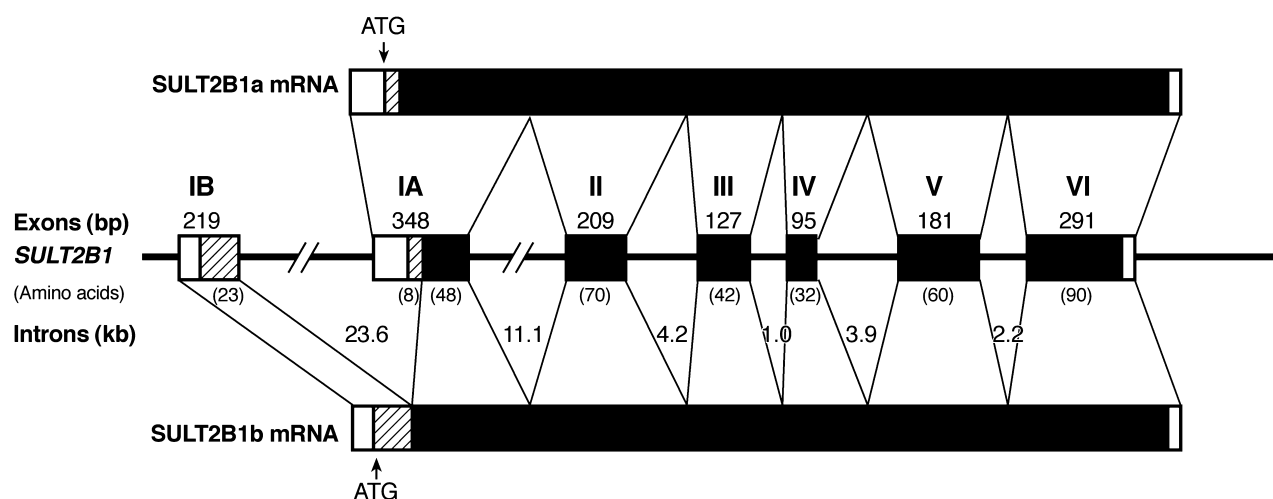 ATG
SULT2B1a mRNA
IB IA II III IV V VI
Exons (bp) 219 348 209 127 95 181 291
SULT2B1
(Amino acids) (23) (8) (48) (70) (42) (32) (60) (90)
Introns (kb) 23.6 11.1 4.2 1.0 3.9 2.2
SULT2B1b mRNA
ATG